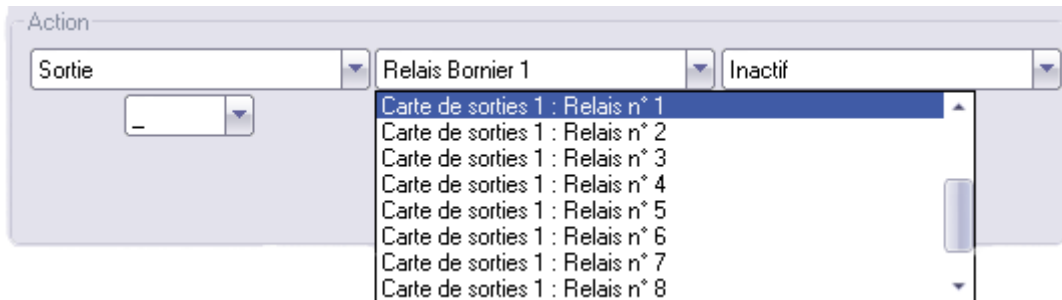 Action
Sortie Relais Bornier 1 Inactif
_
Carte de sorties 1 : Relais n° 1
Carte de sorties 1 : Relais n° 2
Carte de sorties 1 : Relais n° 3
Carte de sorties 1 : Relais n° 4
Carte de sorties 1 : Relais n° 5
Carte de sorties 1 : Relais n° 6
Carte de sorties 1 : Relais n° 7
Carte de sorties 1 : Relais n° 8